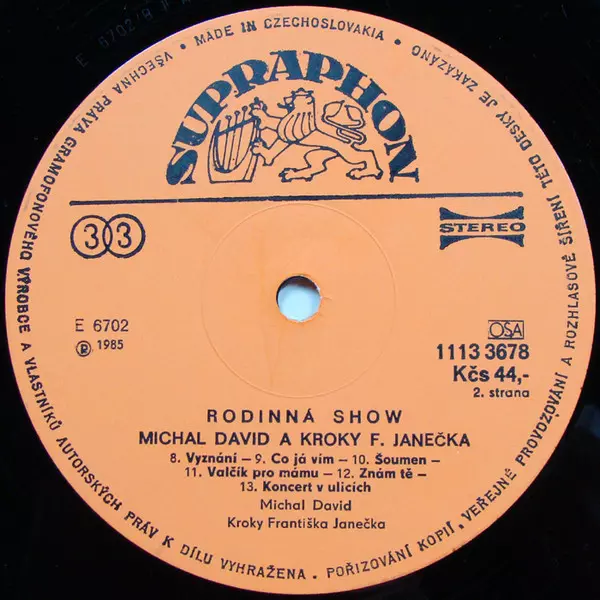 E 6702/9
VŠECHNA PRÁVA GRAMOFONOVÉHO VÝROBCE A VLASTNÍKŮ AUTORSKÝCH PRÁV K DÍLU VYHRAŽENA. POŘIZOVÁNÍ KOPIÍ, VEŘEJNÉ PROVOZOVÁNÍ A ROZHLASOVÉ ŠÍŘENÍ TÉTO DESKY JE ZAKÁZÁNO • MADE IN CZECHOSLOVAKIA •
SUPRAPHON
33
STEREO
E 6702
℗ 1985
OSA
1113 3678
Kčs 44,-
2. strana
RODINNÁ SHOW
MICHAL DAVID A KROKY F. JANEČKA
8. Vyznání – 9. Co já vím – 10. Šoumen –
11. Valčík pro mámu – 12. Znám tě –
13. Koncert v ulicích
Michal David
Kroky Františka Janečka